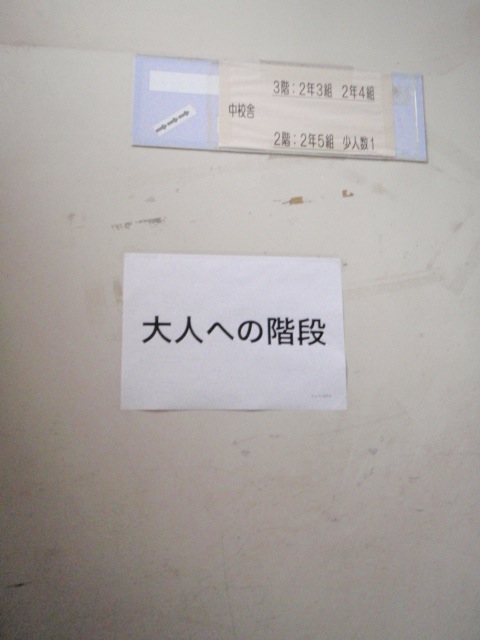 3階：2年3組 2年4組
中校舎
2階：2年5組 少人数1
大人への階段